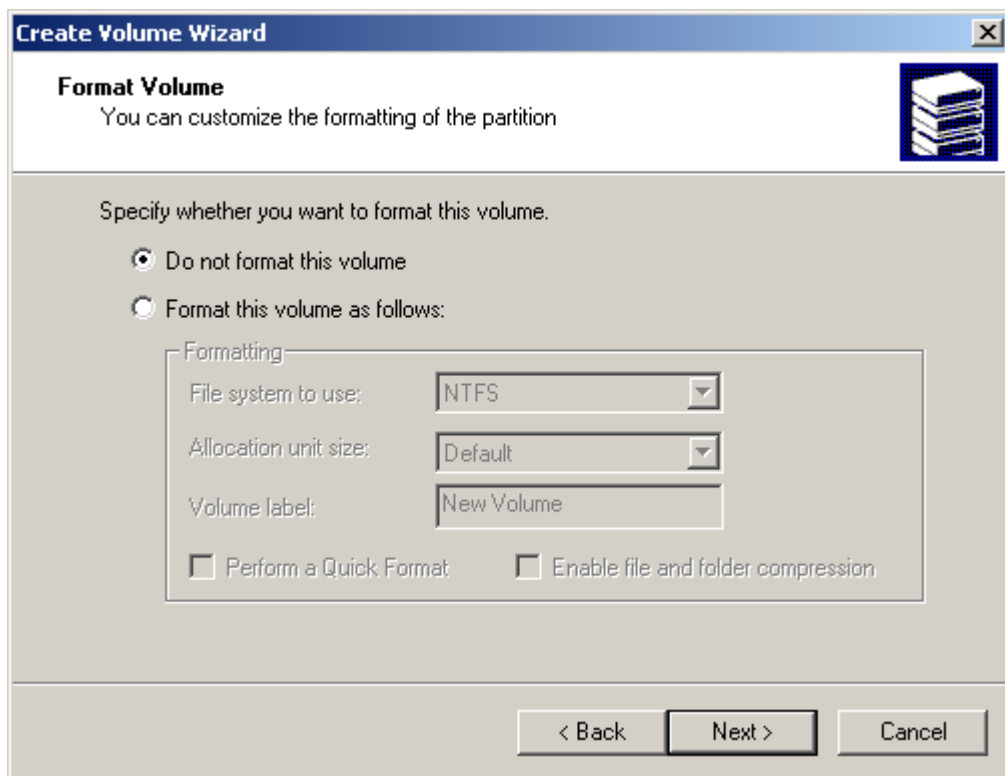 Create Volume Wizard
Format Volume
You can customize the formatting of the partition
Specify whether you want to format this volume.
Do not format this volume
Format this volume as follows:
Formatting
File system to use: NTFS
Allocation unit size: Default
Volume label: New Volume
Perform a Quick Format Enable file and folder compression
< Back Next > Cancel